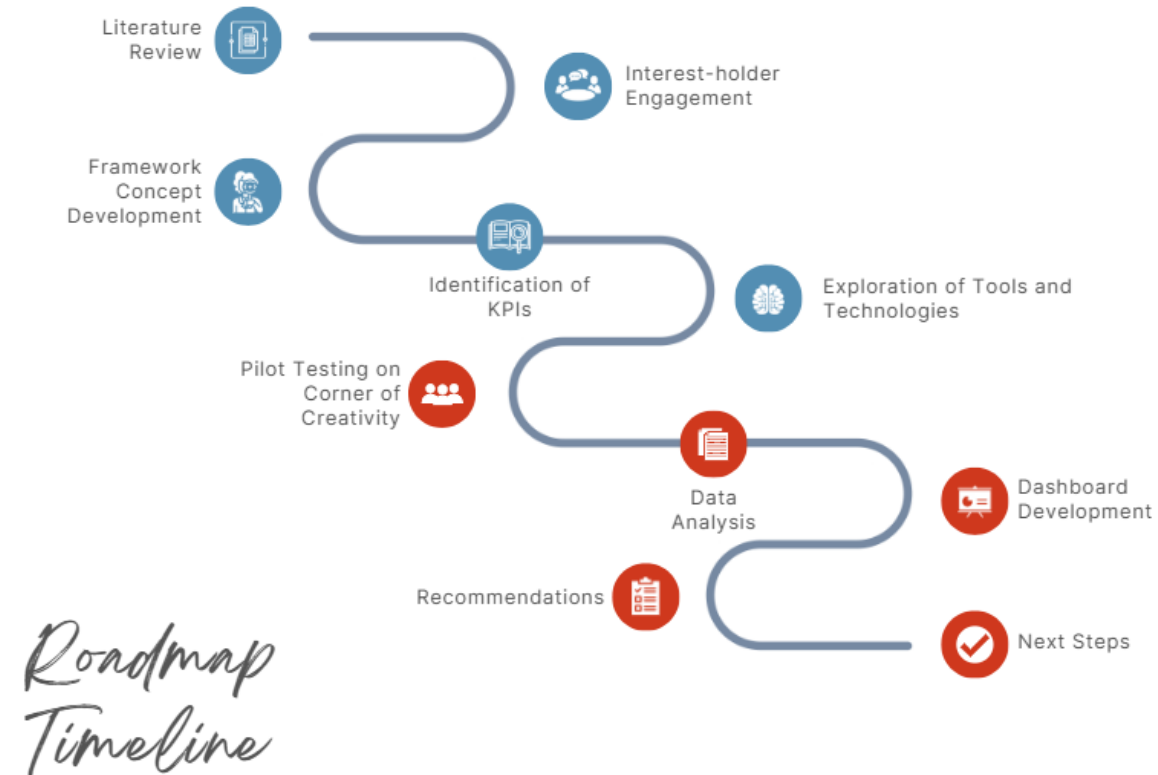 Literature
Review
Interest-holder
Engagement
Framework
Concept
Development
Identification of
KPIs
Exploration of Tools and
Technologies
Pilot Testing on
Corner of
Creativity
Data
Analysis
Dashboard
Development
Recommendations
Next Steps
Roadmap
Timeline